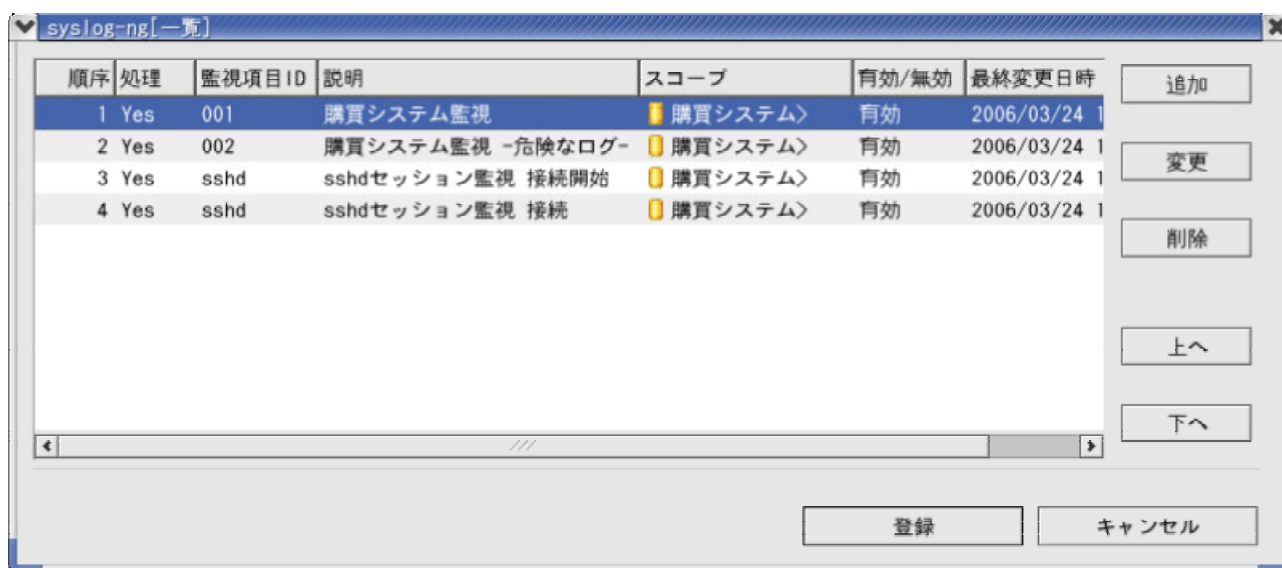 syslog-ng[一覧]
順序 処理 監視項目ID 説明 スコープ 有効/無効 最終変更日時
1 Yes 001 購買システム監視 購買システム> 有効 2006/03/24 1
2 Yes 002 購買システム監視 -危険なログ- 購買システム> 有効 2006/03/24 1
3 Yes sshd sshdセッション監視 接続開始 購買システム> 有効 2006/03/24 1
4 Yes sshd sshdセッション監視 接続 購買システム> 有効 2006/03/24 1
追加
変更
削除
上へ
下へ
登録
キャンセル